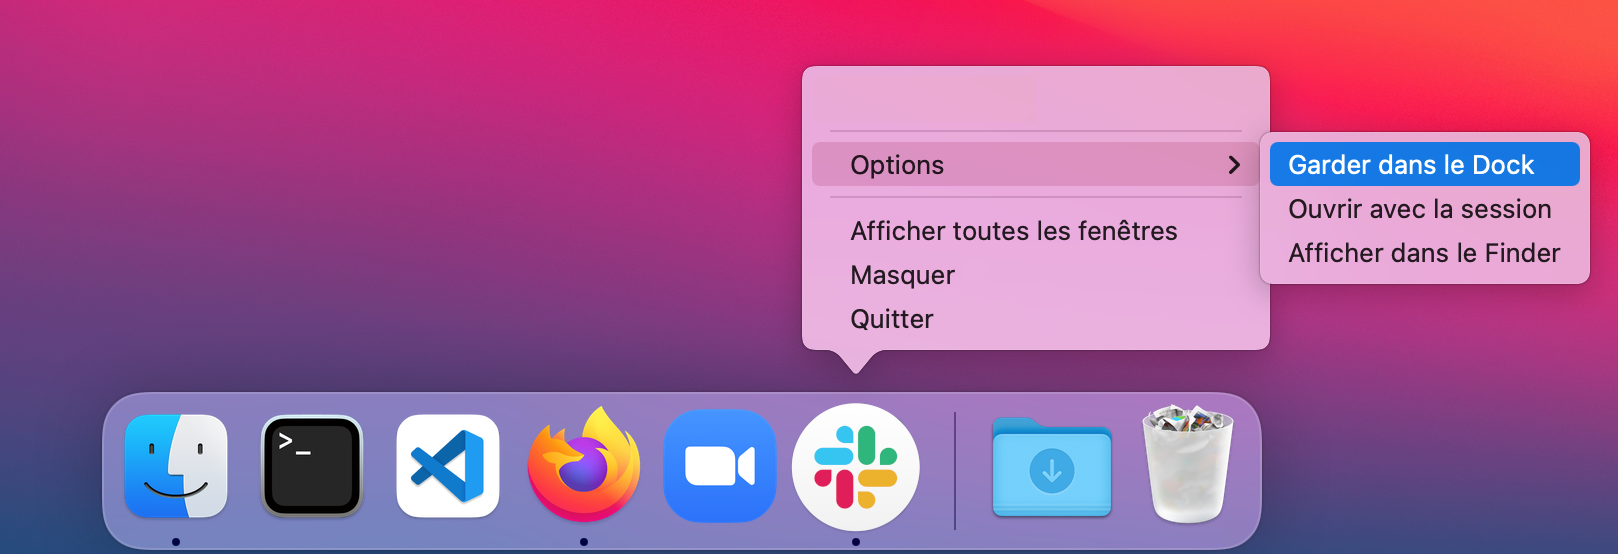 Options
Garder dans le Dock
Ouvrir avec la session
Afficher toutes les fenêtres
Afficher dans le Finder
Masquer
Quitter
>_